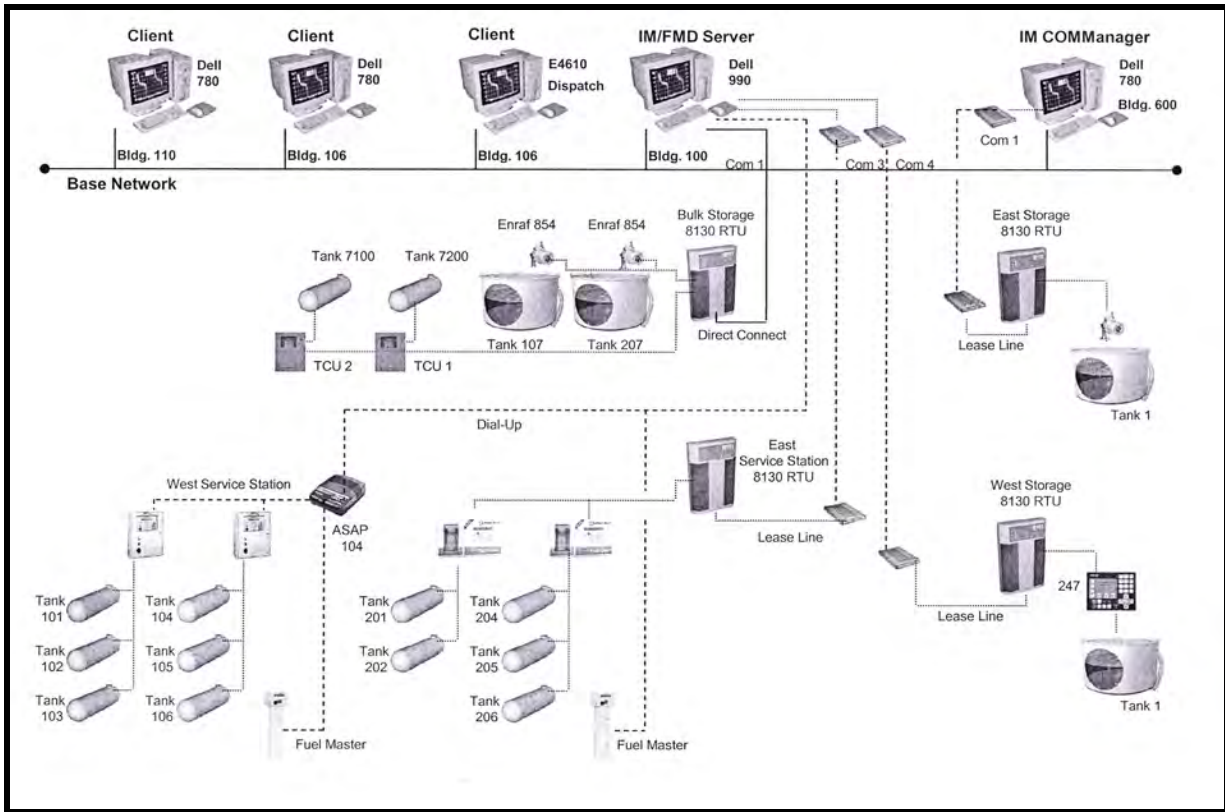 Client
Client
Client
IM/FMD Server
IM COMManager
Dell
780
Dell
780
E4610
Dispatch
Dell
990
Dell
780
Bldg. 600
Com 1
Bldg. 110
Bldg. 106
Bldg. 106
Bldg. 100
Com 1
Com 3
Com 4
Base Network
Enraf 854
Enraf 854
Bulk Storage
8130 RTU
East Storage
8130 RTU
Tank 7100
Tank 7200
Direct Connect
Lease Line
Tank 107
Tank 207
TCU 2
TCU 1
Tank 1
Dial-Up
East
Service Station
8130 RTU
West Service Station
West Storage
8130 RTU
ASAP
104
Lease Line
247
Tank
101
Tank
104
Tank
201
Tank
204
Lease Line
Tank
102
Tank
105
Tank
202
Tank
205
Tank
103
Tank
106
Tank
206
Tank 1
Fuel Master
Fuel Master